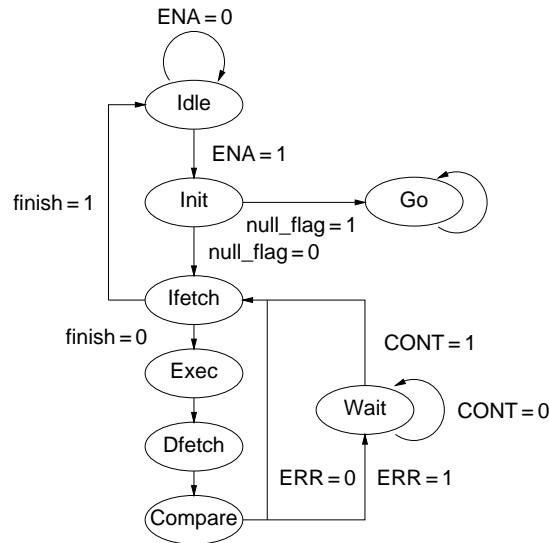 ENA = 0
Idle
ENA = 1
finish = 1
Init
Go
null_flag = 1
null_flag = 0
Ifetch
finish = 0
CONT = 1
Exec
Wait
CONT = 0
Dfetch
ERR = 0
ERR = 1
Compare